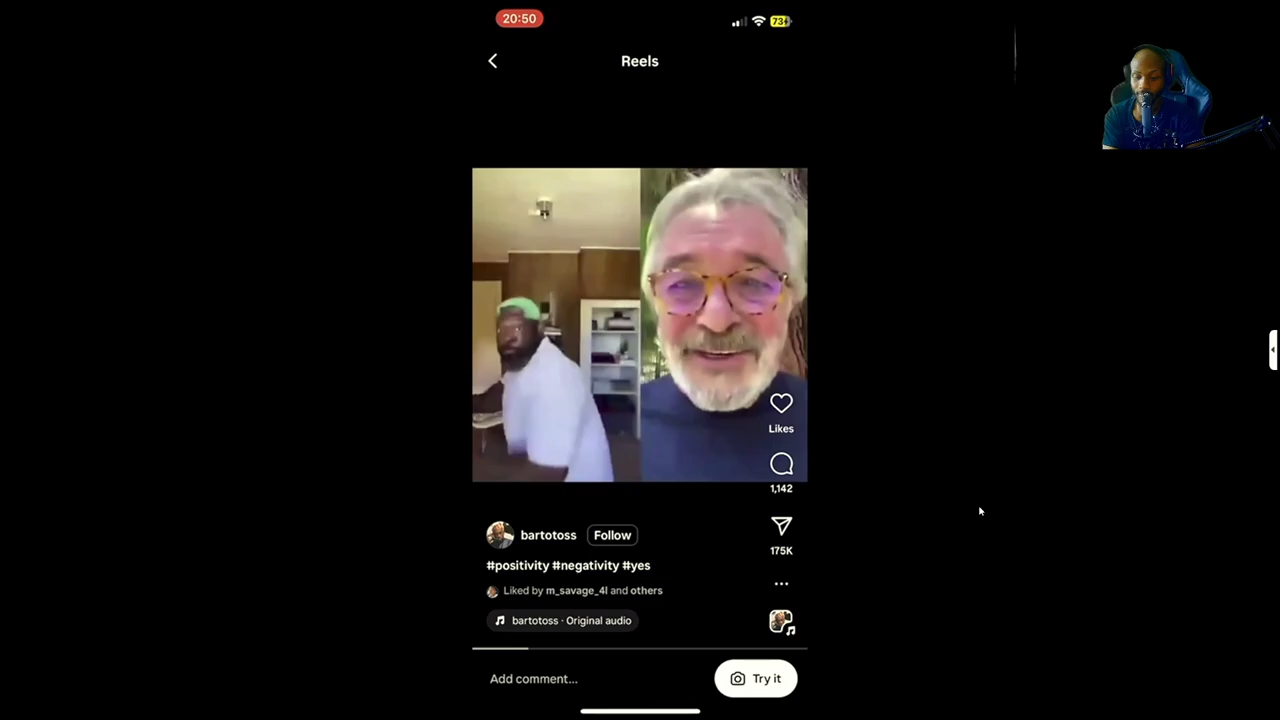 20:50
73
Reels
Likes
1,142
175K
bartotoss Follow
#positivity #negativity #yes
Liked by m_savage_4l and others
bartotoss · Original audio
Add comment...
Try it